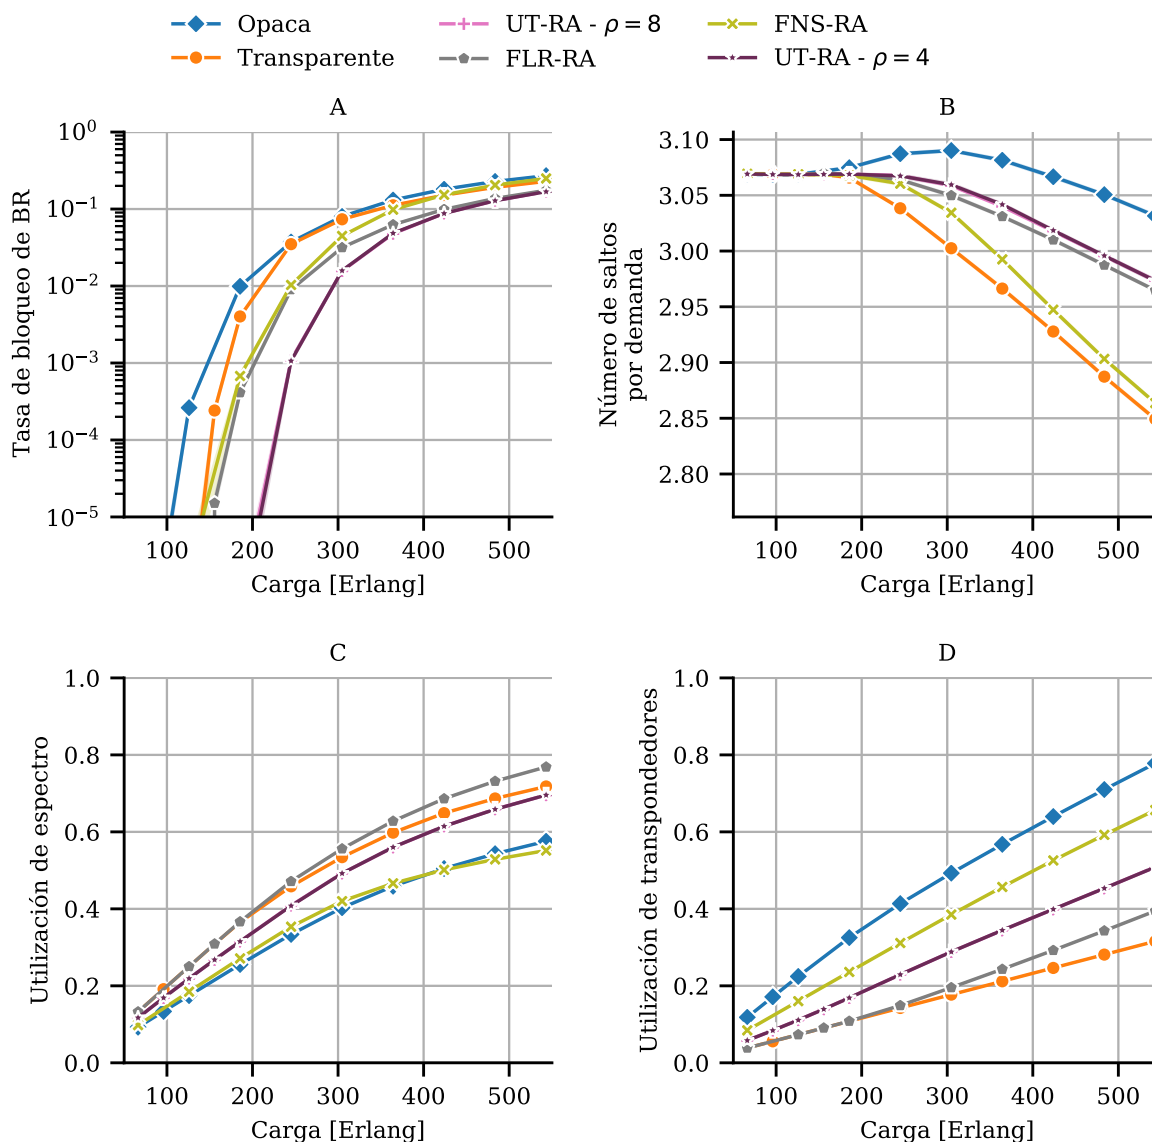 Opaca
Transparente
UT-RA - ρ = 8
FLR-RA
FNS-RA
UT-RA - ρ = 4
A
Tasa de bloqueo de BR
10⁰
10⁻¹
10⁻²
10⁻³
10⁻⁴
10⁻⁵
100 200 300 400 500
Carga [Erlang]
B
Número de saltos
por demanda
3.10
3.05
3.00
2.95
2.90
2.85
2.80
100 200 300 400 500
Carga [Erlang]
C
Utilización de espectro
1.0
0.8
0.6
0.4
0.2
0.0
100 200 300 400 500
Carga [Erlang]
D
Utilización de transpondedores
1.0
0.8
0.6
0.4
0.2
0.0
100 200 300 400 500
Carga [Erlang]